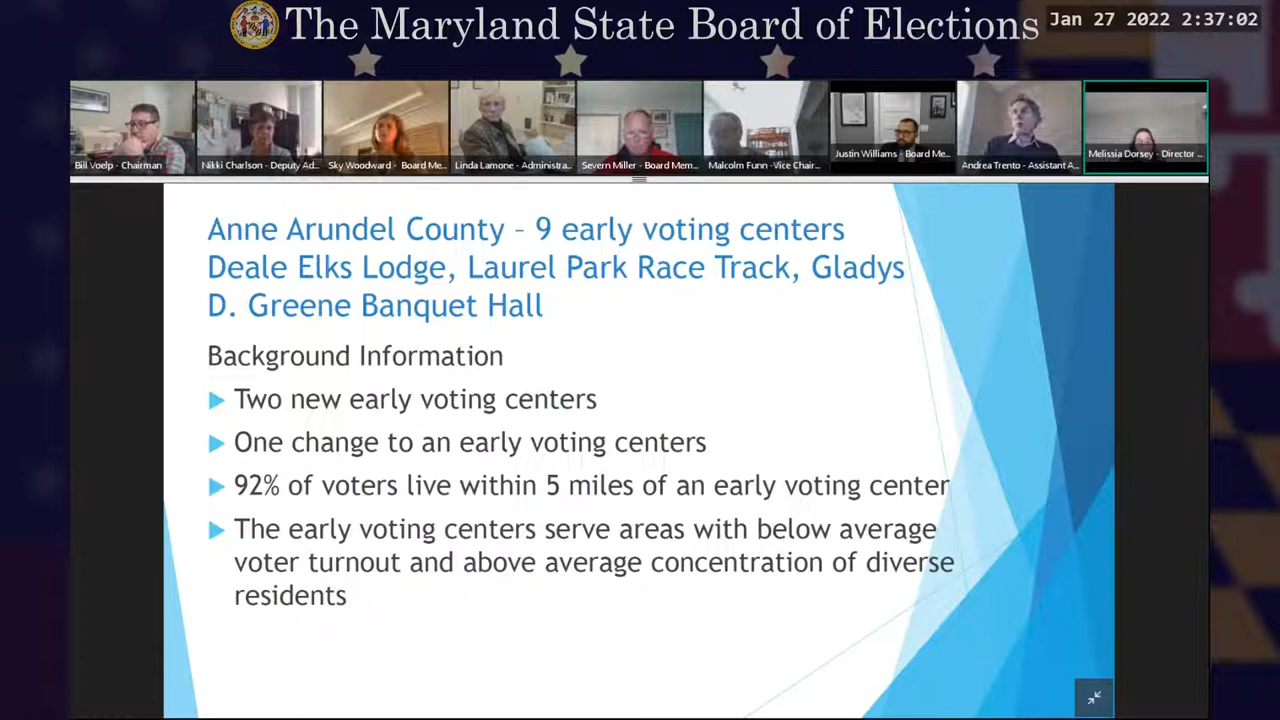 The Maryland State Board of Elections
Jan 27 2022 2:37:02
Bill Voelp - Chairman
Nikki Charlson - Deputy Ad...
Sky Woodward - Board Me...
Linda Lamone - Administra...
Severn Miller - Board Mem...
Malcolm Funn -Vice Chair...
Justin Williams - Board Me...
Andrea Trento - Assistant A...
Melissia Dorsey - Director ...
Anne Arundel County – 9 early voting centers
Deale Elks Lodge, Laurel Park Race Track, Gladys
D. Greene Banquet Hall
Background Information
Two new early voting centers
One change to an early voting centers
92% of voters live within 5 miles of an early voting center
The early voting centers serve areas with below average
voter turnout and above average concentration of diverse
residents